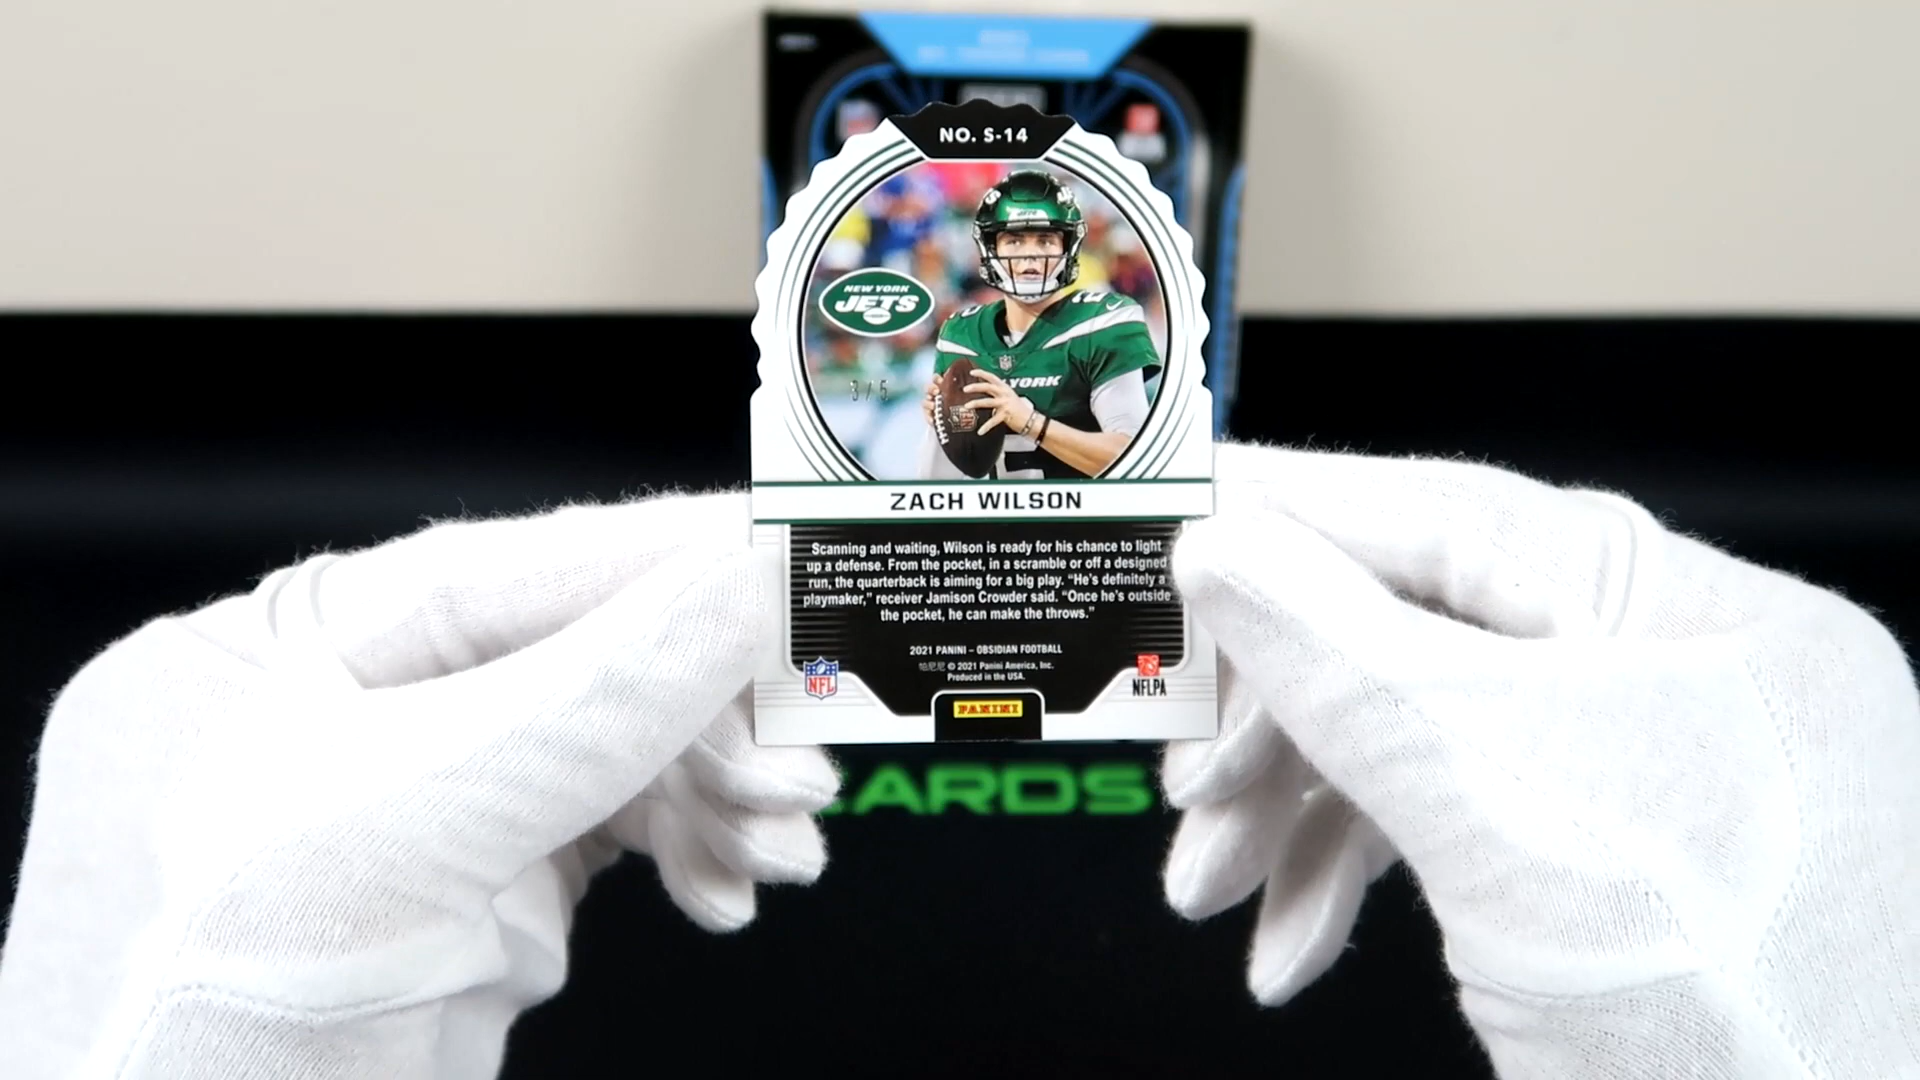 NO. S-14
NEW YORK
JETS
JETS
2
YORK
3 / 5
ZACH WILSON
Scanning and waiting, Wilson is ready for his chance to light
up a defense. From the pocket, in a scramble or off a designed
run, the quarterback is aiming for a big play. “He’s definitely a
playmaker,” receiver Jamison Crowder said. “Once he’s outside
the pocket, he can make the throws.”
2021 PANINI – OBSIDIAN FOOTBALL
帕尼尼 © 2021 Panini America, Inc.
Produced in the USA.
NFL
NFLPA
PANINI
CARDS